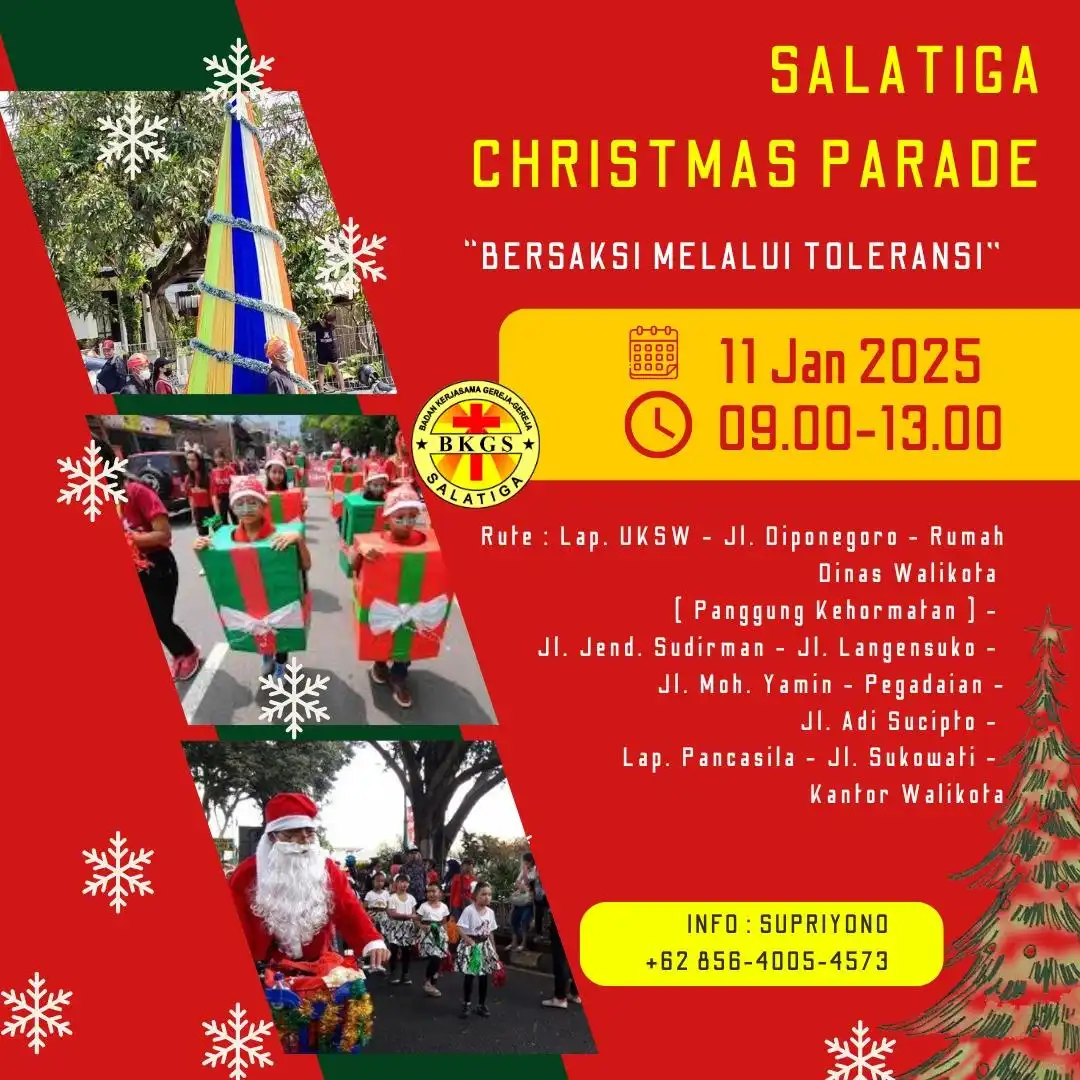 SALATIGA
CHRISTMAS PARADE
"BERSAKSI MELALUI TOLERANSI"
11 Jan 2025
09.00-13.00
BADAN KERJASAMA GEREJA-GEREJA
BKGS
SALATIGA
Rute : Lap. UKSW - Jl. Diponegoro - Rumah
Dinas Walikota
[ Panggung Kehormatan ] -
Jl. Jend. Sudirman - Jl. Langensuko -
Jl. Moh. Yamin - Pegadaian -
Jl. Adi Sucipto -
Lap. Pancasila - Jl. Sukowati -
Kantor Walikota
INFO : SUPRIYONO
+62 856-4005-4573